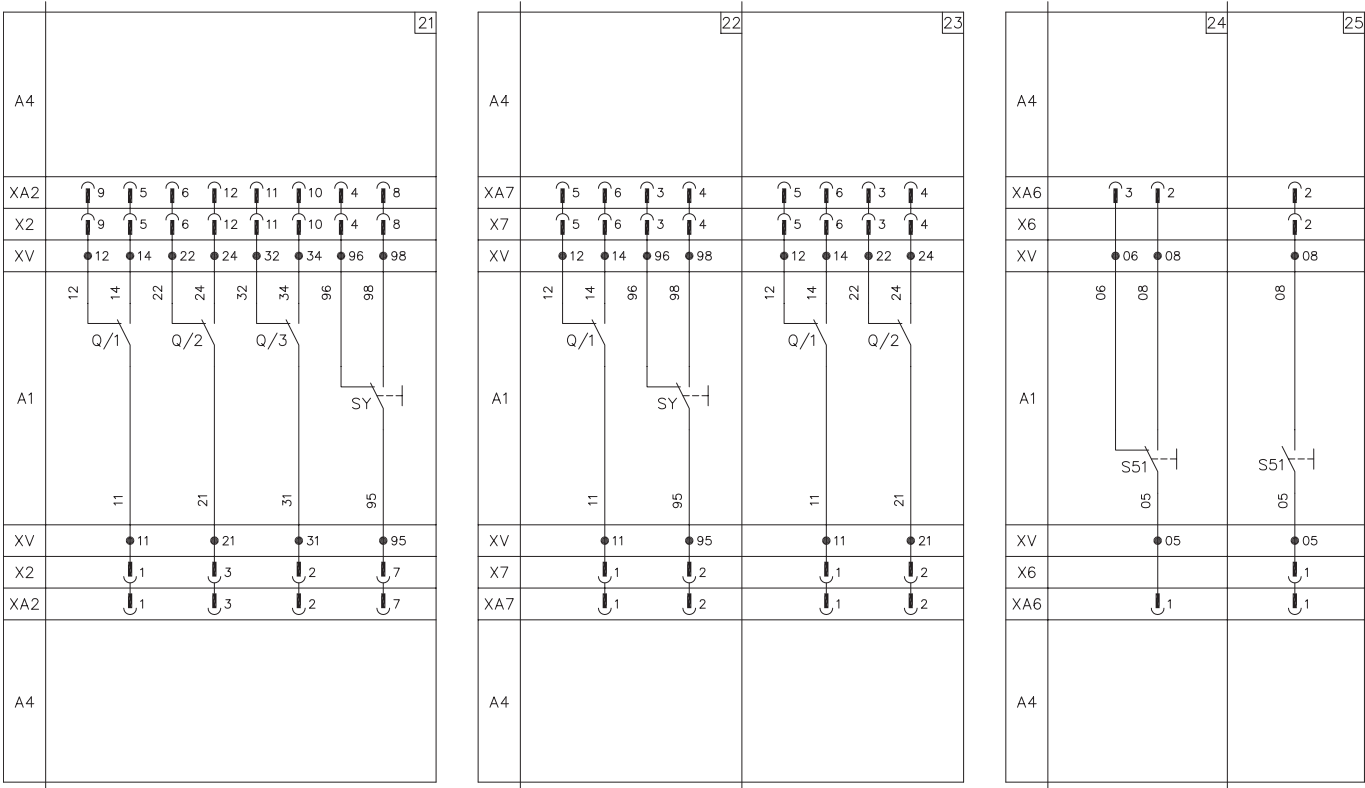 21 22 23 24 25
A4 A4 A4
XA2 9 5 6 12 11 10 4 8 XA7 5 6 3 4 5 6 3 4 XA6 3 2 2
X2 9 5 6 12 11 10 4 8 X7 5 6 3 4 5 6 3 4 X6 2
XV 12 14 22 24 32 34 96 98 XV 12 14 96 98 12 14 22 24 XV 06 08 08
12 14 22 24 32 34 96 98 12 14 96 98 12 14 22 24 06 08 08
Q/1 Q/2 Q/3 Q/1 Q/1 Q/2
A1 SY A1 SY A1
S51 S51
11 21 31 95 11 95 11 21 05 05
XV 11 21 31 95 XV 11 95 11 21 XV 05 05
X2 1 3 2 7 X7 1 2 1 2 X6 1
XA2 1 3 2 7 XA7 1 2 1 2 XA6 1 1
A4 A4 A4